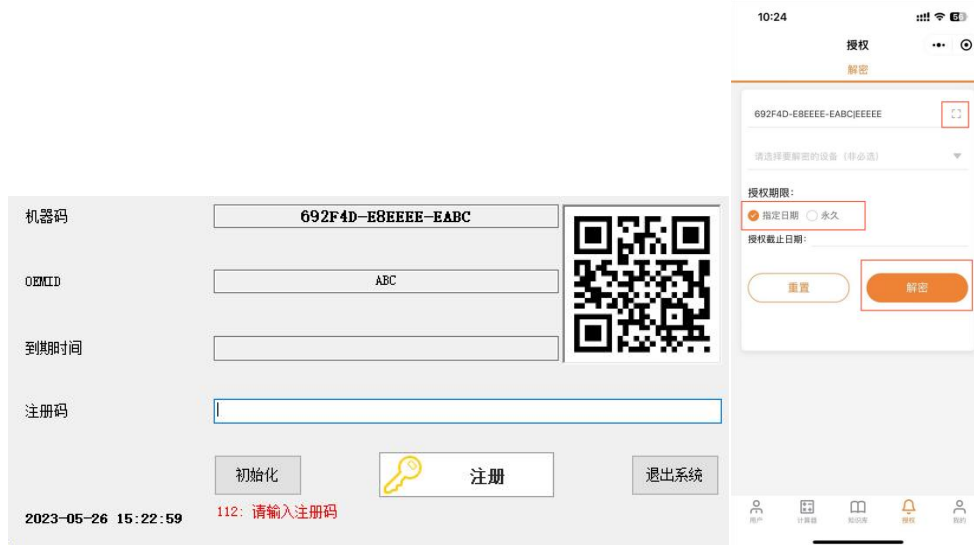 机器码
692F4D-E8EEEE-EABC
OEMID
ABC
到期时间
注册码
初始化
注册
退出系统
2023-05-26 15:22:59
112: 请输入注册码
10:24
授权
解密
692F4D-E8EEEE-EABC|EEEEE
请选择要解密的设备（非必选）
授权期限：
指定日期 永久
授权截止日期：
重置
解密
用户
计算器
知识库
授权
我的